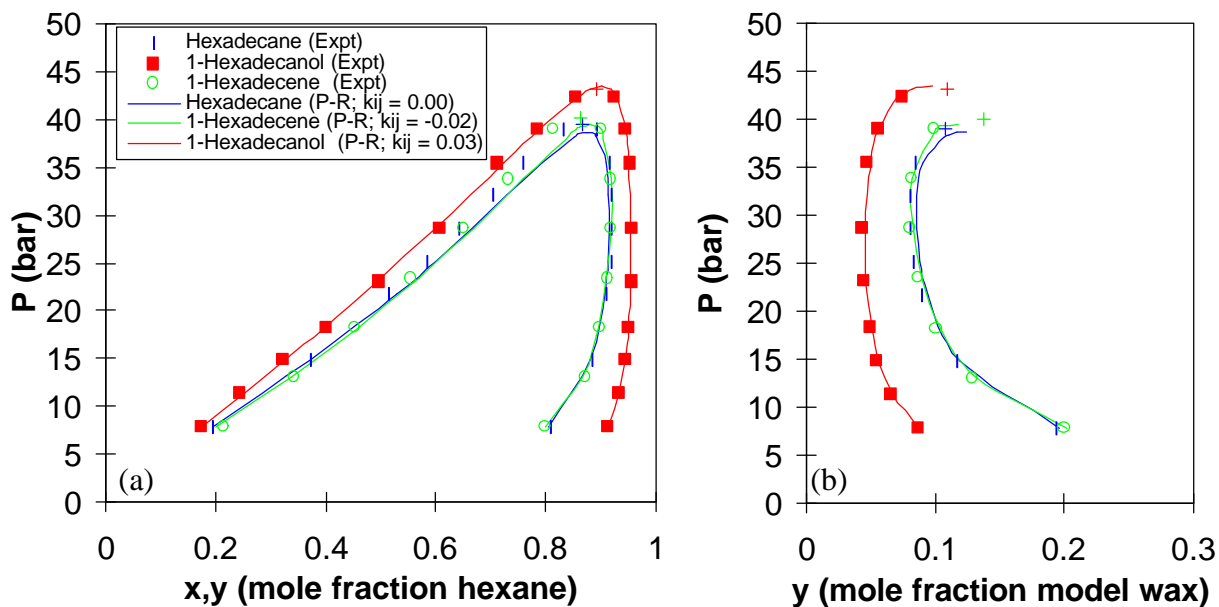 50
45
40
35
30
25
20
15
10
5
0
P (bar)
Hexadecane (Expt)
1-Hexadecanol (Expt)
1-Hexadecene (Expt)
Hexadecane (P-R; kij = 0.00)
1-Hexadecene (P-R; kij = -0.02)
1-Hexadecanol (P-R; kij = 0.03)
(a)
0 0.2 0.4 0.6 0.8 1
x,y (mole fraction hexane)
50
45
40
35
30
25
20
15
10
5
0
P (bar)
(b)
0 0.1 0.2 0.3
y (mole fraction model wax)